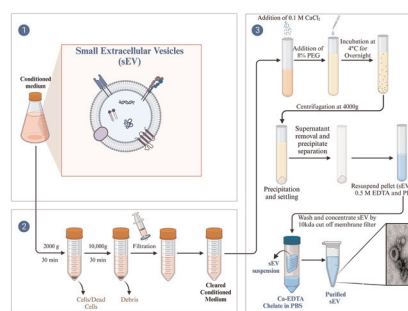 1
Small Extracellular Vesicles
(sEV)
Conditioned
medium
2
2000 g
30 min
10,000g
30 min
Filtration
Cells/Dead
Cells
Debris
Cleared
Conditioned
Medium
3
Addition of 0.1 M CaCl₂
Addition of
8% PEG
Incubation at
4°C for
Overnight
Centrifugation at 4000g
Supernatant
removal and
precipitate
separation
Precipitation
and settling
Resuspend pellet (sEV
0.5 M EDTA and
Wash and concentrate sEV by
10kda cut off membrane filter
sEV
suspension
Ca-EDTA
Chelate in PBS
Purified
sEV